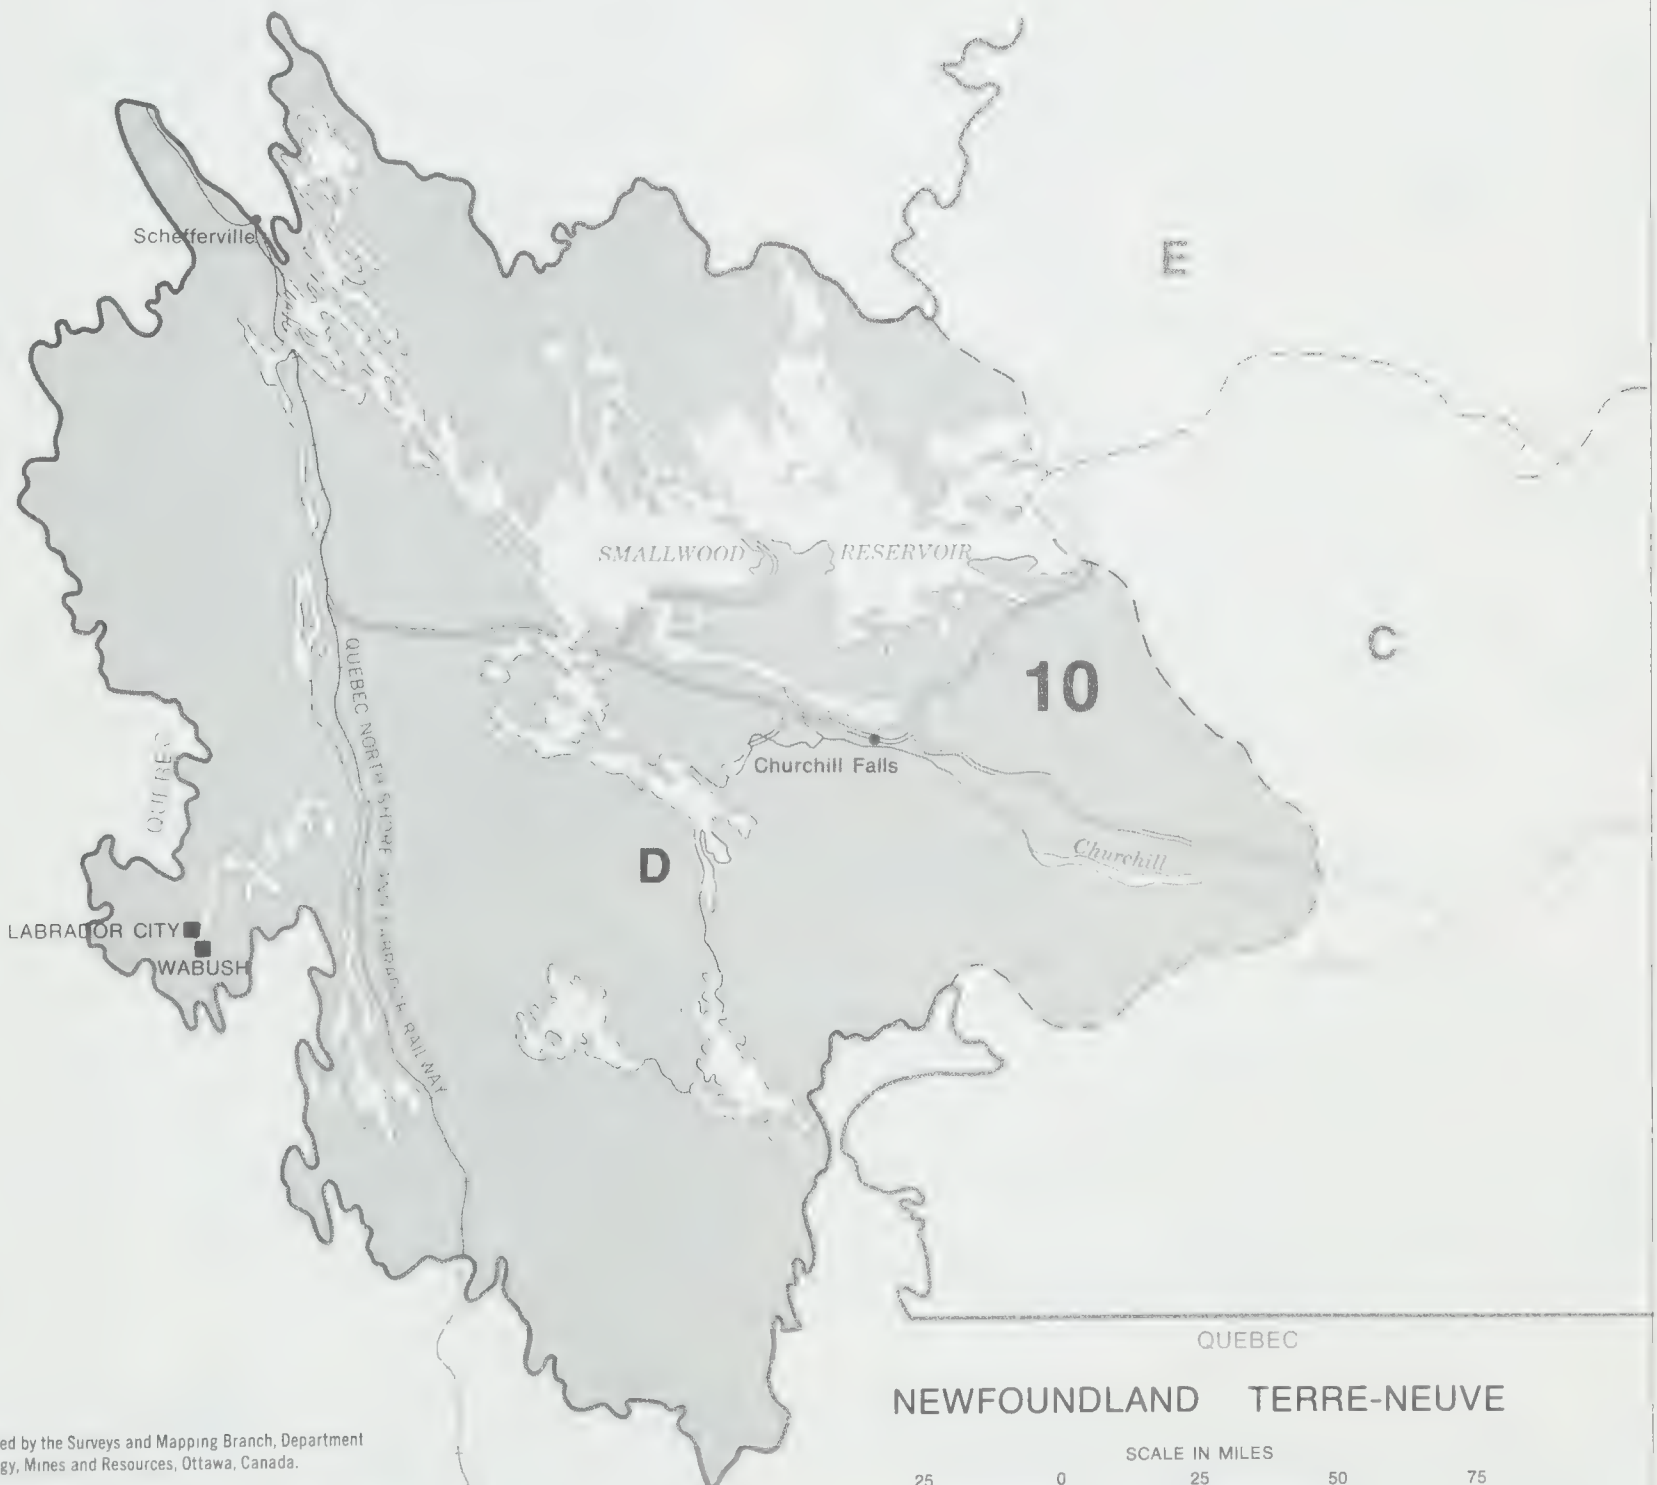 Schefferville
E
SMALLWOOD RESERVOIR
C
10
QUEBEC NORTH SHORE AND LABRADOR RAILWAY
QUEBEC
Churchill Falls
Churchill
D
LABRADOR CITY
WABUSH
QUEBEC
NEWFOUNDLAND TERRE-NEUVE
ed by the Surveys and Mapping Branch, Department
gy, Mines and Resources, Ottawa, Canada.
SCALE IN MILES
25 0 25 50 75